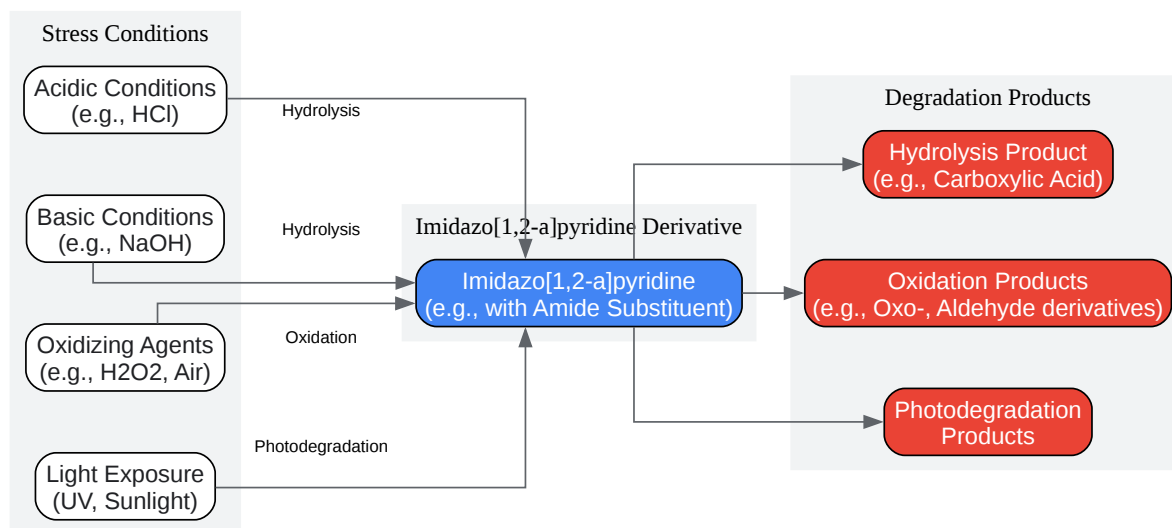 Stress Conditions
Acidic Conditions
(e.g., HCl)
Hydrolysis
Basic Conditions
(e.g., NaOH)
Hydrolysis
Oxidizing Agents
(e.g., H2O2, Air)
Oxidation
Light Exposure
(UV, Sunlight)
Photodegradation
Imidazo[1,2-a]pyridine Derivative
Imidazo[1,2-a]pyridine
(e.g., with Amide Substituent)
Degradation Products
Hydrolysis Product
(e.g., Carboxylic Acid)
Oxidation Products
(e.g., Oxo-, Aldehyde derivatives)
Photodegradation
Products